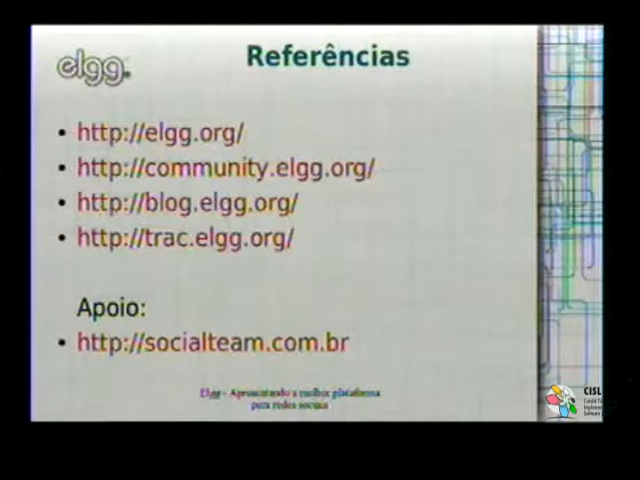 elgg.
Referências
• http://elgg.org/
• http://community.elgg.org/
• http://blog.elgg.org/
• http://trac.elgg.org/
Apoio:
• http://socialteam.com.br
Elgg - Apresentando a melhor plataforma
para redes sociais
CISL